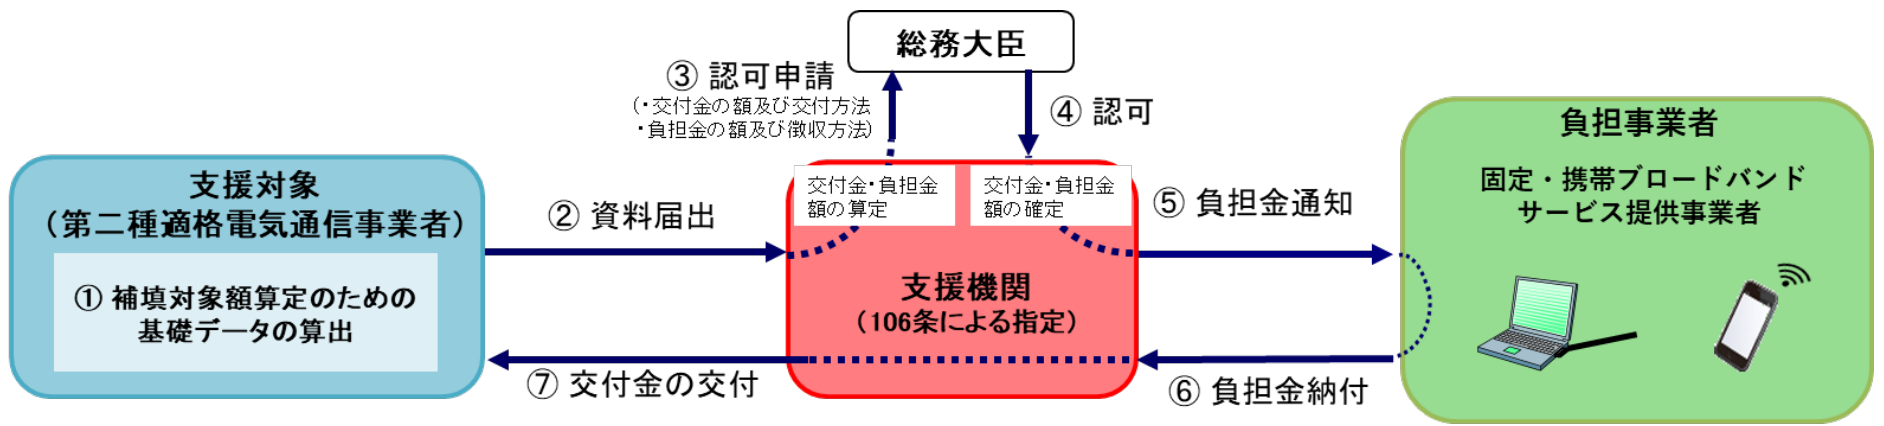 総務大臣
③ 認可申請
(・交付金の額及び交付方法
・負担金の額及び徴収方法)
④ 認可
支援対象
（第二種適格電気通信事業者）
① 補填対象額算定のための
基礎データの算出
② 資料届出
交付金・負担金
額の算定
交付金・負担金
額の確定
支援機関
（106条による指定）
⑤ 負担金通知
負担事業者
固定・携帯ブロードバンド
サービス提供事業者
⑥ 負担金納付
⑦ 交付金の交付